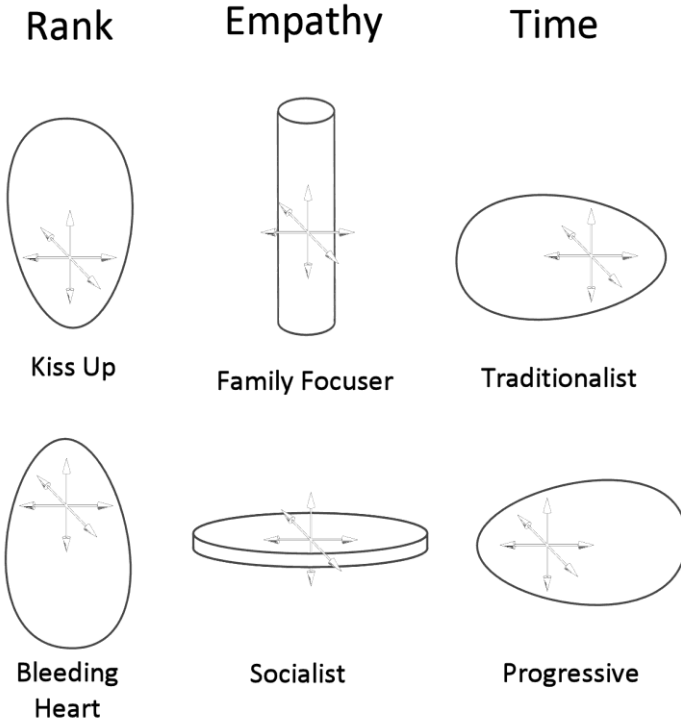 Rank
Empathy
Time
Kiss Up
Family Focuser
Traditionalist
Bleeding
Heart
Socialist
Progressive